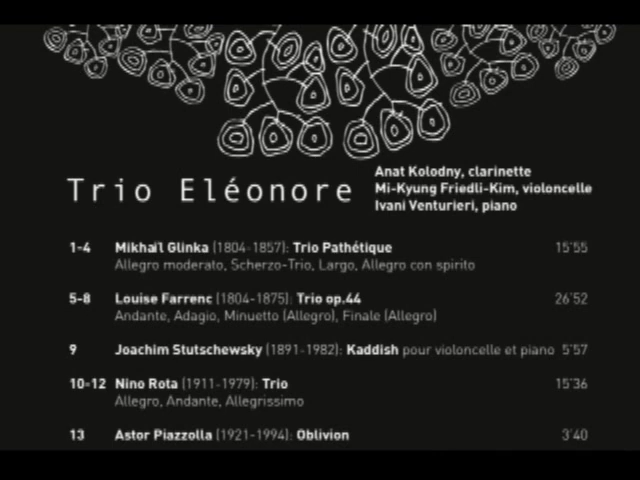 Trio Eléonore
Anat Kolodny, clarinette
Mi-Kyung Friedli-Kim, violoncelle
Ivani Venturieri, piano
1-4 Mikhaïl Glinka (1804-1857): Trio Pathétique 15'55
Allegro moderato, Scherzo-Trio, Largo, Allegro con spirito
5-8 Louise Farrenc (1804-1875): Trio op.44 26'52
Andante, Adagio, Minuetto (Allegro), Finale (Allegro)
9 Joachim Stutschewsky (1891-1982): Kaddish pour violoncelle et piano 5'57
10-12 Nino Rota (1911-1979): Trio 15'36
Allegro, Andante, Allegrissimo
13 Astor Piazzolla (1921-1994): Oblivion 3'40